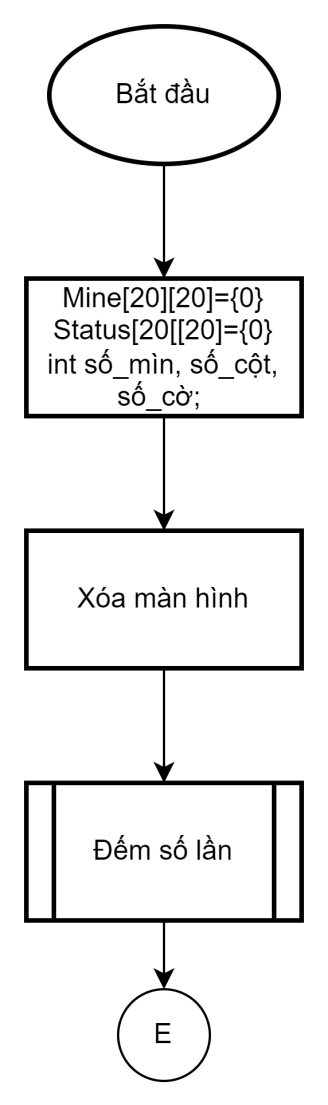 Bắt đầu
Mine[20][20]={0}
Status[20[[20]={0}
int số_mìn, số_cột,
số_cờ;
Xóa màn hình
Đếm số lần
E